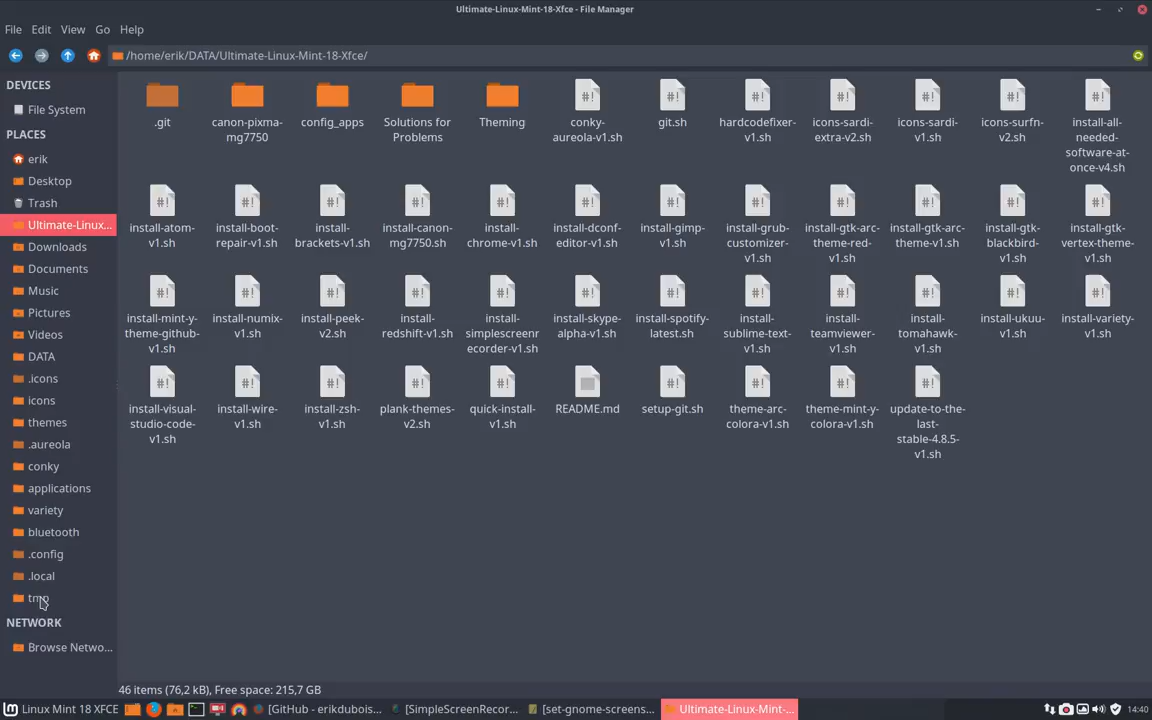 Ultimate-Linux-Mint-18-Xfce - File Manager
File Edit View Go Help
/home/erik/DATA/Ultimate-Linux-Mint-18-Xfce/
DEVICES
File System
PLACES
erik
Desktop
Trash
Ultimate-Linux...
Downloads
Documents
Music
Pictures
Videos
DATA
.icons
icons
themes
.aureola
conky
applications
variety
bluetooth
.config
.local
tmp
NETWORK
Browse Netwo...
.git
canon-pixma-
mg7750
config_apps
Solutions for
Problems
Theming
conky-
aureola-v1.sh
git.sh
hardcodefixer-
v1.sh
icons-sardi-
extra-v2.sh
icons-sardi-
v1.sh
icons-surfn-
v2.sh
install-all-
needed-
software-at-
once-v4.sh
install-atom-
v1.sh
install-boot-
repair-v1.sh
install-
brackets-v1.sh
install-canon-
mg7750.sh
install-
chrome-v1.sh
install-dconf-
editor-v1.sh
install-gimp-
v1.sh
install-grub-
customizer-
v1.sh
install-gtk-arc-
theme-red-
v1.sh
install-gtk-arc-
theme-v1.sh
install-gtk-
blackbird-
v1.sh
install-gtk-
vertex-theme-
v1.sh
install-mint-y-
theme-github-
v1.sh
install-numix-
v1.sh
install-peek-
v2.sh
install-
redshift-v1.sh
install-
simplescreenr
ecorder-v1.sh
install-skype-
alpha-v1.sh
install-spotify-
latest.sh
install-
sublime-text-
v1.sh
install-
teamviewer-
v1.sh
install-
tomahawk-
v1.sh
install-ukuu-
v1.sh
install-variety-
v1.sh
install-visual-
studio-code-
v1.sh
install-wire-
v1.sh
install-zsh-
v1.sh
plank-themes-
v2.sh
quick-install-
v1.sh
README.md
setup-git.sh
theme-arc-
colora-v1.sh
theme-mint-y-
colora-v1.sh
update-to-the-
last-
stable-4.8.5-
v1.sh
46 items (76,2 kB), Free space: 215,7 GB
Linux Mint 18 XFCE
[GitHub - erikdubois...
[SimpleScreenRecor...
[set-gnome-screens...
Ultimate-Linux-Mint-...
14:40